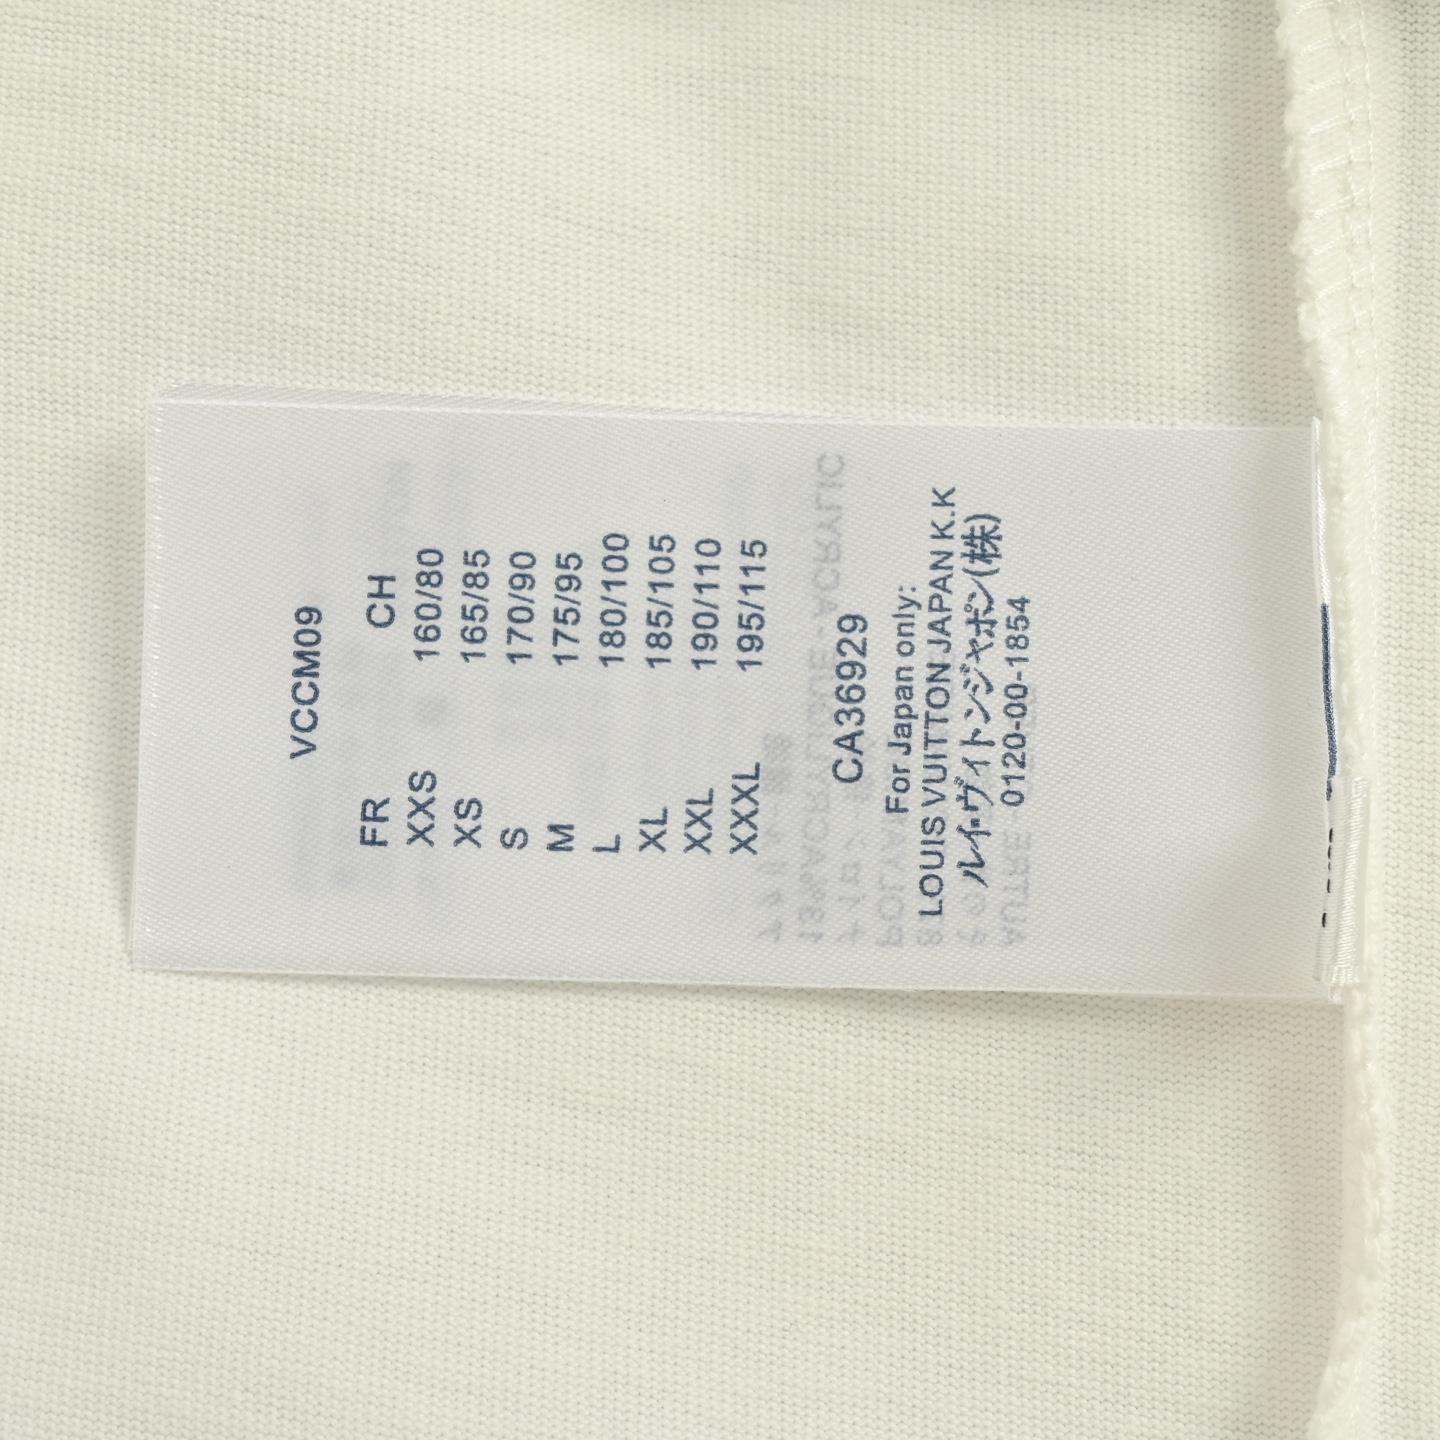 VCCM09
FR CH
XXS 160/80
XS 165/85
S 170/90
M 175/95
L 180/100
XL 185/105
XXL 190/110
XXXL 195/115
CA36929
For Japan only:
LOUIS VUITTON JAPAN K.K
ルイ・ヴィトンジャポン(株)
0120-00-1854